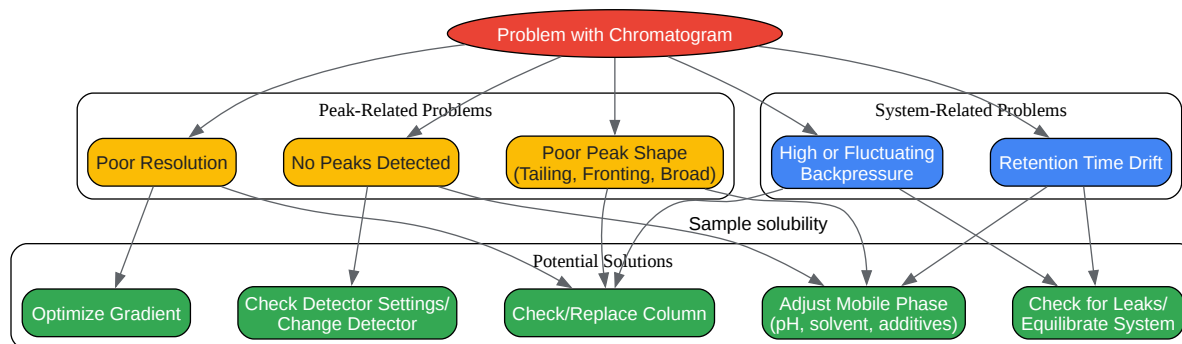 Problem with Chromatogram
Peak-Related Problems
System-Related Problems
Poor Resolution
No Peaks Detected
Poor Peak Shape
(Tailing, Fronting, Broad)
High or Fluctuating
Backpressure
Retention Time Drift
Sample solubility
Potential Solutions
Optimize Gradient
Check Detector Settings/
Change Detector
Check/Replace Column
Adjust Mobile Phase
(pH, solvent, additives)
Check for Leaks/
Equilibrate System